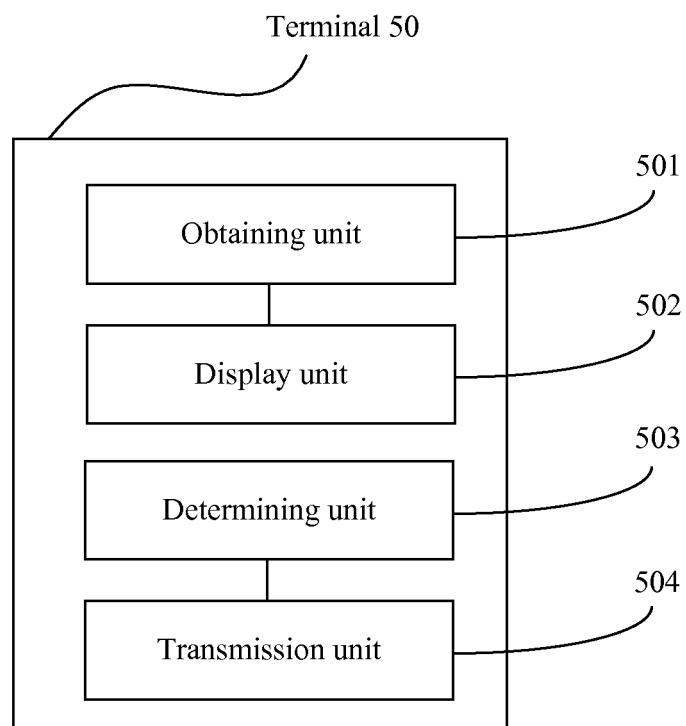 Terminal 50
501
Obtaining unit
502
Display unit
503
Determining unit
504
Transmission unit